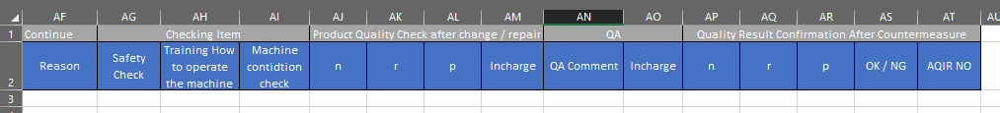 AF AG AH AI AJ AK AL AM AN AO AP AQ AR AS AT AU
1 Continue Checking Item Product Quality Check after change / repair QA Quality Result Confirmation After Countermeasure
2 Reason
Safety
Check
Training How
to operate
the machine
Machine
contidtion
check
n r p Incharge QA Comment Incharge n r p OK / NG AQIR NO
3